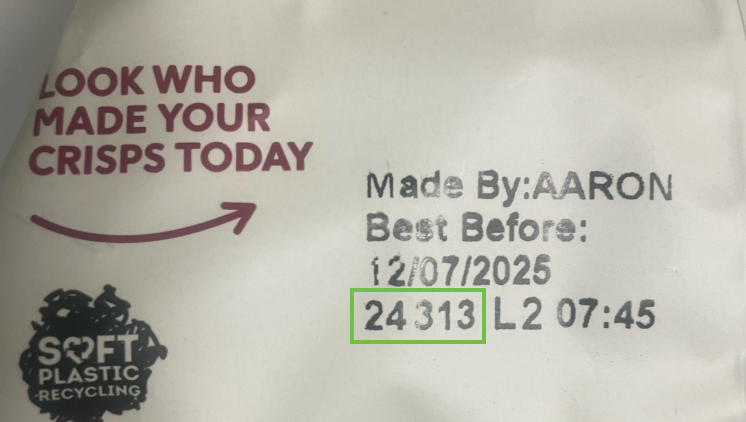 LOOK WHO
MADE YOUR
CRISPS TODAY
Made By:AARON
Best Before:
12/07/2025
24 313 L2 07:45
SOFT
PLASTIC
RECYCLING